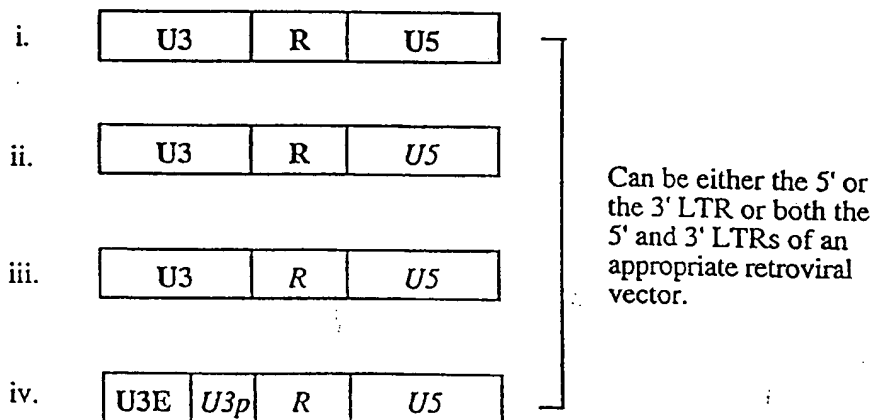 i. U3 R U5
ii. U3 R U5
iii. U3 R U5
iv. U3E U3p R U5
Can be either the 5' or
the 3' LTR or both the
5' and 3' LTRs of an
appropriate retroviral
vector.